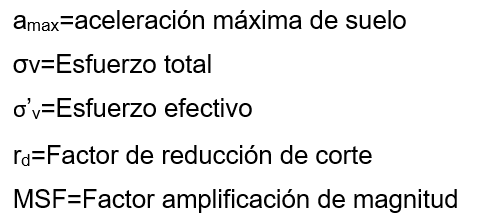 amax=aceleración máxima de suelo
σv=Esfuerzo total
σ’v=Esfuerzo efectivo
rd=Factor de reducción de corte
MSF=Factor amplificación de magnitud